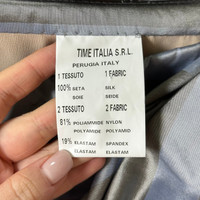 TIME ITALIA S.R.L.
PERUGIA ITALY
1 TESSUTO 1 FABRIC
100% SETA SILK
SOIE SEIDE
2 TESSUTO 2 FABRIC
81% POLIAMMIDE NYLON
POLYAMIDE POLYAMID
19% ELASTAM SPANDEX
ELASTAM ELASTAM